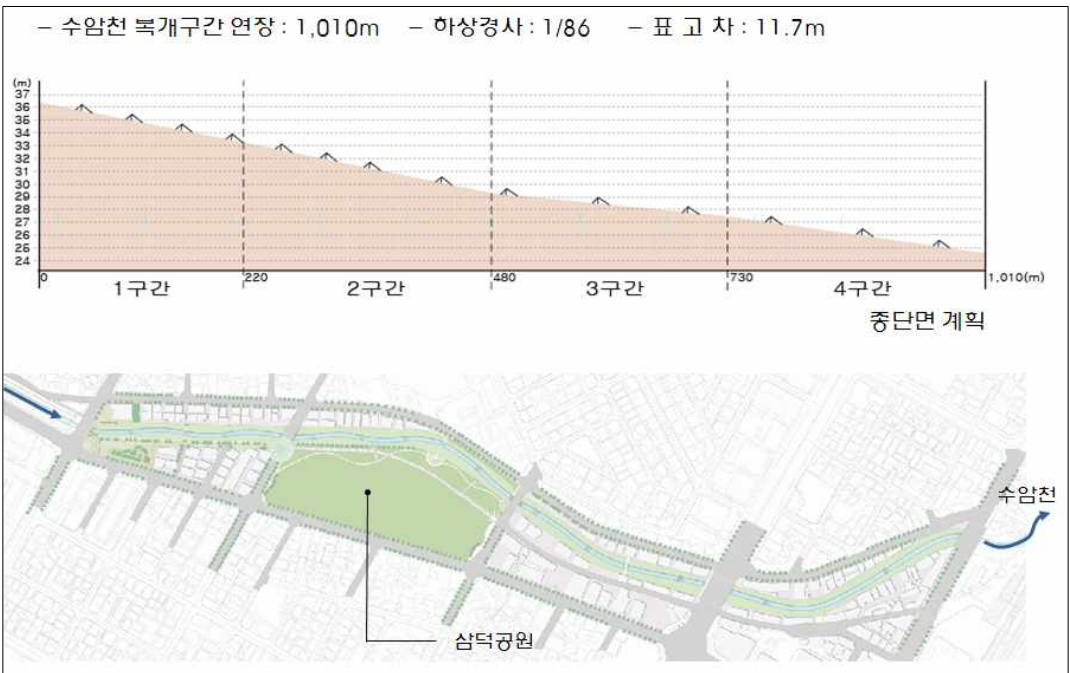 − 수암천 복개구간 연장 : 1,010m − 하상경사 : 1/86 − 표 고 차 : 11.7m
(m)
37
36
35
34
33
32
31
30
29
28
27
26
25
24
0 220 480 730 1,010(m)
1구간 2구간 3구간 4구간
종단면 계획
수암천
삼덕공원